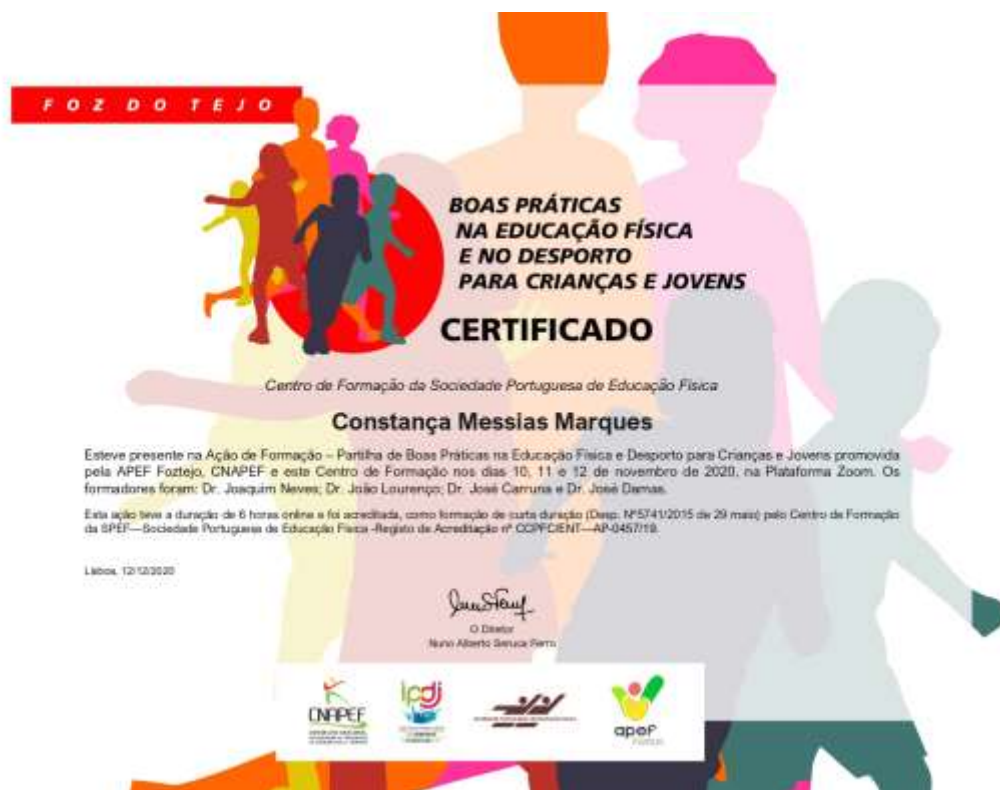 FOZ DO TEJO
BOAS PRÁTICAS
NA EDUCAÇÃO FÍSICA
E NO DESPORTO
PARA CRIANÇAS E JOVENS
CERTIFICADO
Centro de Formação da Sociedade Portuguesa de Educação Física
Constança Messias Marques
Esteve presente na Ação de Formação – Partilha de Boas Práticas na Educação Física e Desporto para Crianças e Jovens promovida
pela APEF Foztejo, CNAPEF e este Centro de Formação nos dias 10, 11 e 12 de novembro de 2020, na Plataforma Zoom. Os
formadores foram: Dr. Joaquim Neves; Dr. João Lourenço; Dr. José Carruna e Dr. José Damas.
Esta ação teve a duração de 6 horas online e foi acreditada, como formação de curta duração (Desp. Nº5741/2015 de 29 maio) pelo Centro de Formação
da SPEF—Sociedade Portuguesa de Educação Física -Registo de Acreditação nº CCPFC/ENT—AP-0457/19.
Lisboa, 12/12/2020
O Diretor
Nuno Alberto Seruca Ferro
CNAPEF
ipdj
apef